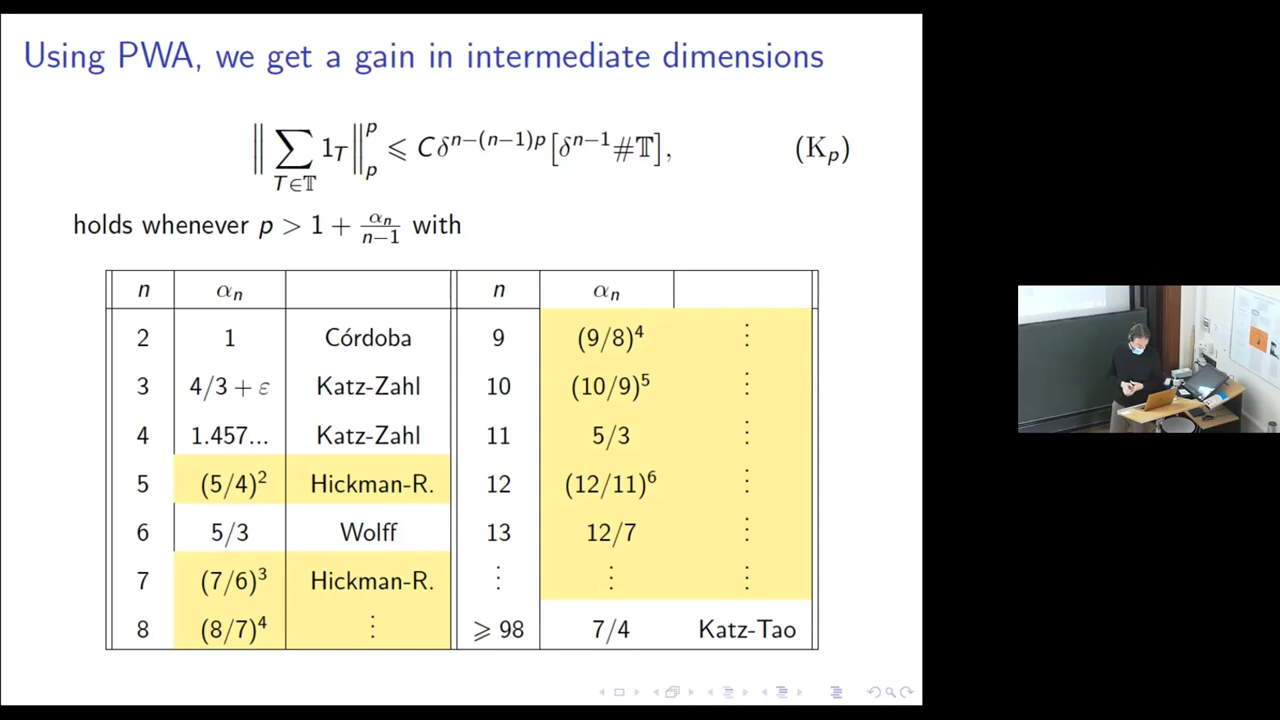 Using PWA, we get a gain in intermediate dimensions
‖ ∑_{T∈𝕋} 1_T ‖_p^p ⩽ Cδ^{n−(n−1)p} [δ^{n−1}#𝕋], (K_p)
holds whenever p > 1 + α_n/(n−1) with
n α_n n α_n
2 1 Córdoba 9 (9/8)^4 ⋮
3 4/3 + ε Katz-Zahl 10 (10/9)^5 ⋮
4 1.457... Katz-Zahl 11 5/3 ⋮
5 (5/4)^2 Hickman-R. 12 (12/11)^6 ⋮
6 5/3 Wolff 13 12/7 ⋮
7 (7/6)^3 Hickman-R. ⋮ ⋮ ⋮
8 (8/7)^4 ⋮ ⩾ 98 7/4 Katz-Tao